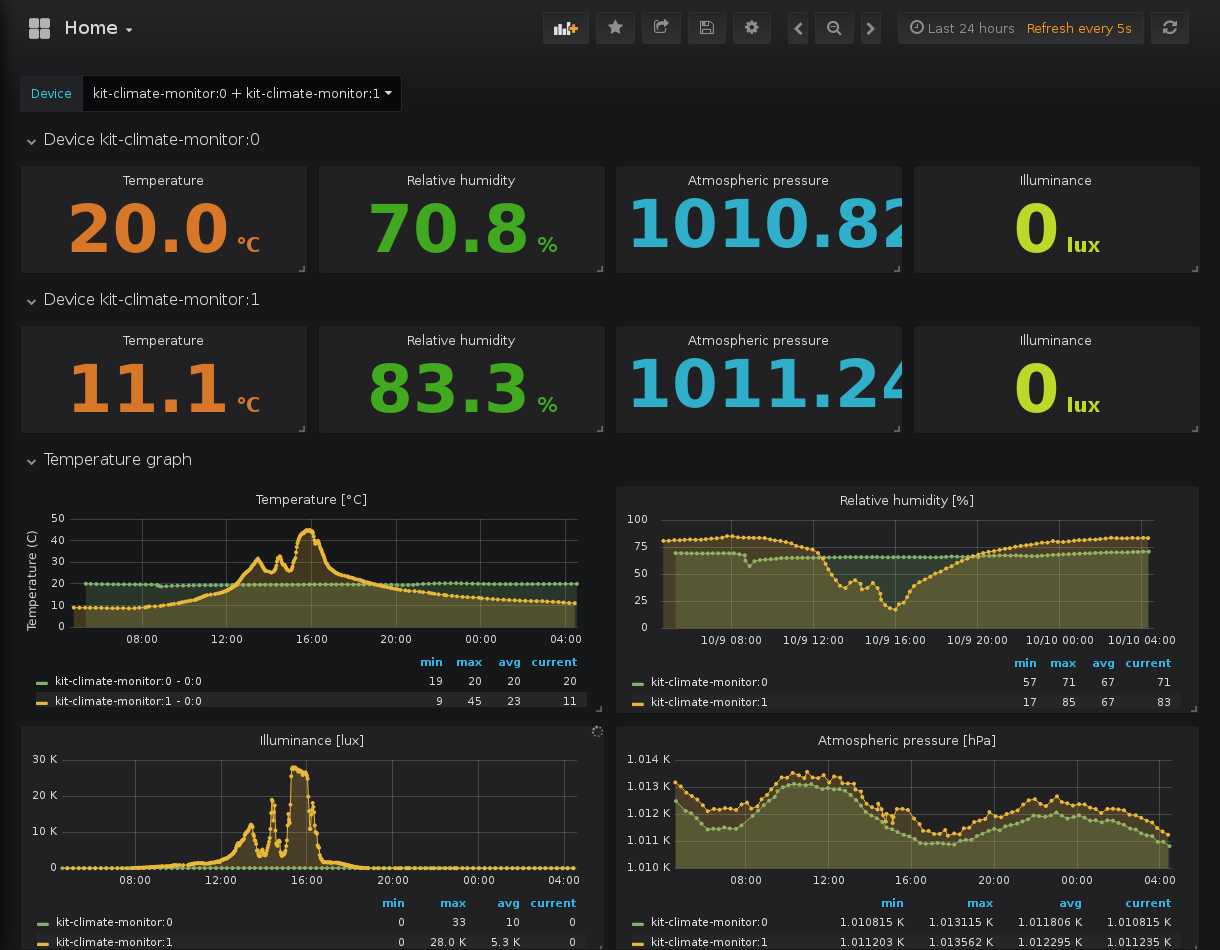 Home
Last 24 hours Refresh every 5s
Device kit-climate-monitor:0 + kit-climate-monitor:1
Device kit-climate-monitor:0
Temperature Relative humidity Atmospheric pressure Illuminance
20.0 °C 70.8 % 1010.82 0 lux
Device kit-climate-monitor:1
Temperature Relative humidity Atmospheric pressure Illuminance
11.1 °C 83.3 % 1011.24 0 lux
Temperature graph
Temperature [°C]
Temperature (C)
50
40
30
20
10
0
08:00 12:00 16:00 20:00 00:00 04:00
min max avg current
kit-climate-monitor:0 - 0:0 19 20 20 20
kit-climate-monitor:1 - 0:0 9 45 23 11
Relative humidity [%]
100
75
50
25
0
10/9 08:00 10/9 12:00 10/9 16:00 10/9 20:00 10/10 00:00 10/10 04:00
min max avg current
kit-climate-monitor:0 57 71 67 71
kit-climate-monitor:1 17 85 67 83
Illuminance [lux]
30 K
20 K
10 K
0
08:00 12:00 16:00 20:00 00:00 04:00
min max avg current
kit-climate-monitor:0 0 33 10 0
kit-climate-monitor:1 0 28.0 K 5.3 K 0
Atmospheric pressure [hPa]
1.014 K
1.013 K
1.012 K
1.011 K
1.010 K
08:00 12:00 16:00 20:00 00:00 04:00
min max avg current
kit-climate-monitor:0 1.010815 K 1.013115 K 1.011806 K 1.010815 K
kit-climate-monitor:1 1.011203 K 1.013562 K 1.012295 K 1.011235 K